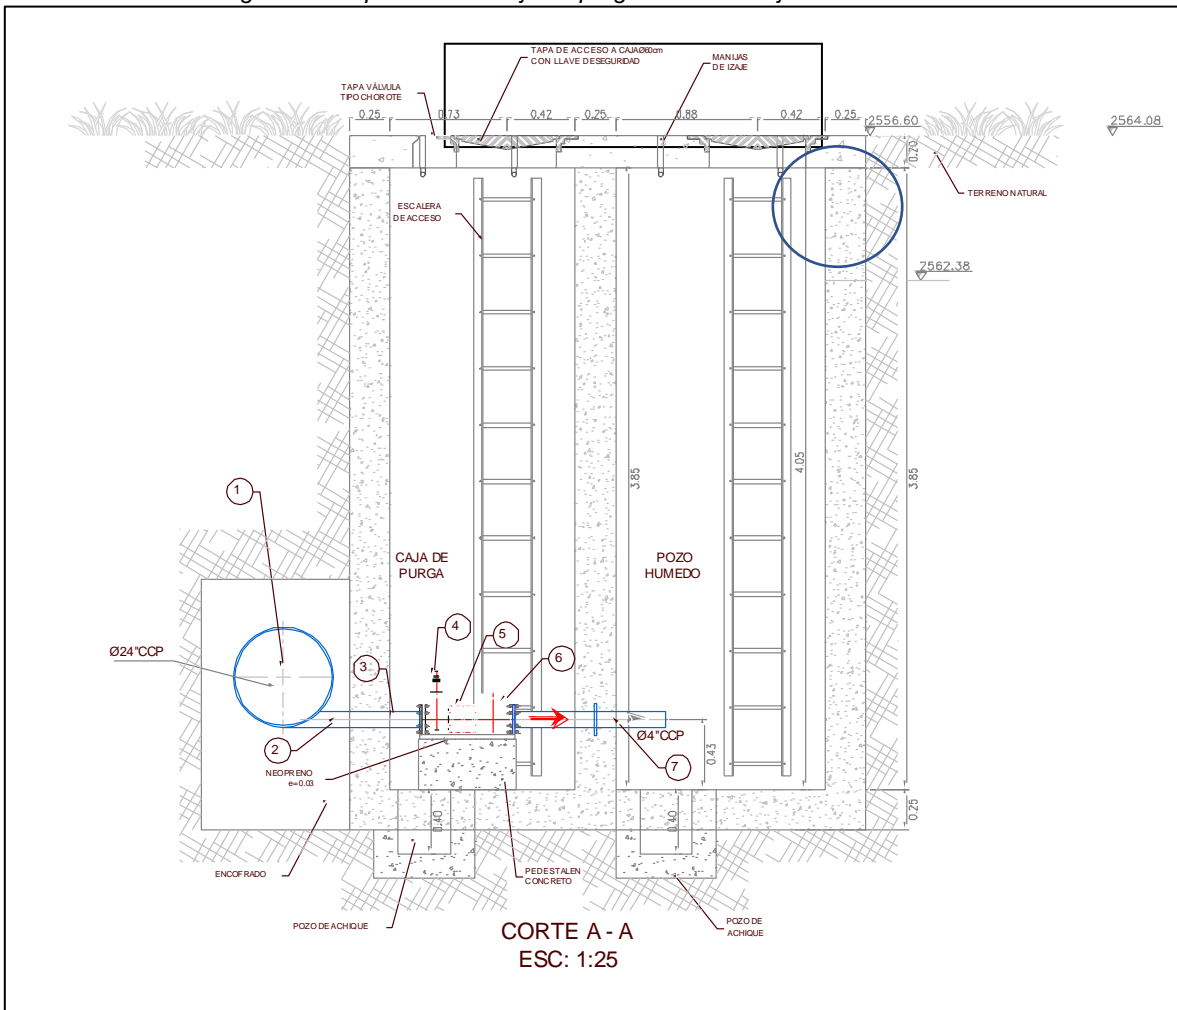 TAPA DE ACCESO A CAJAØ60cm
CON LLAVE DESEGURIDAD
MANIJAS
DE IZAJE
TAPA VÁLVULA
TIPO CHOROTE
0.25
0.73
0.42
0.25
0.88
0.42
0.25
2556.60
2564.08
0.20
TERRENO NATURAL
ESCALERA
DE ACCESO
2562.38
3.85
4.05
3.85
1
CAJA DE
PURGA
POZO
HUMEDO
4
5
6
3
Ø24"CCP
2
Ø4"CCP
7
0.43
NEOPRENO
e=0.03
0.40
0.40
0.25
ENCOFRADO
PEDESTAL EN
CONCRETO
POZO DE ACHIQUE
POZO DE
ACHIQUE
CORTE A - A
ESC: 1:25